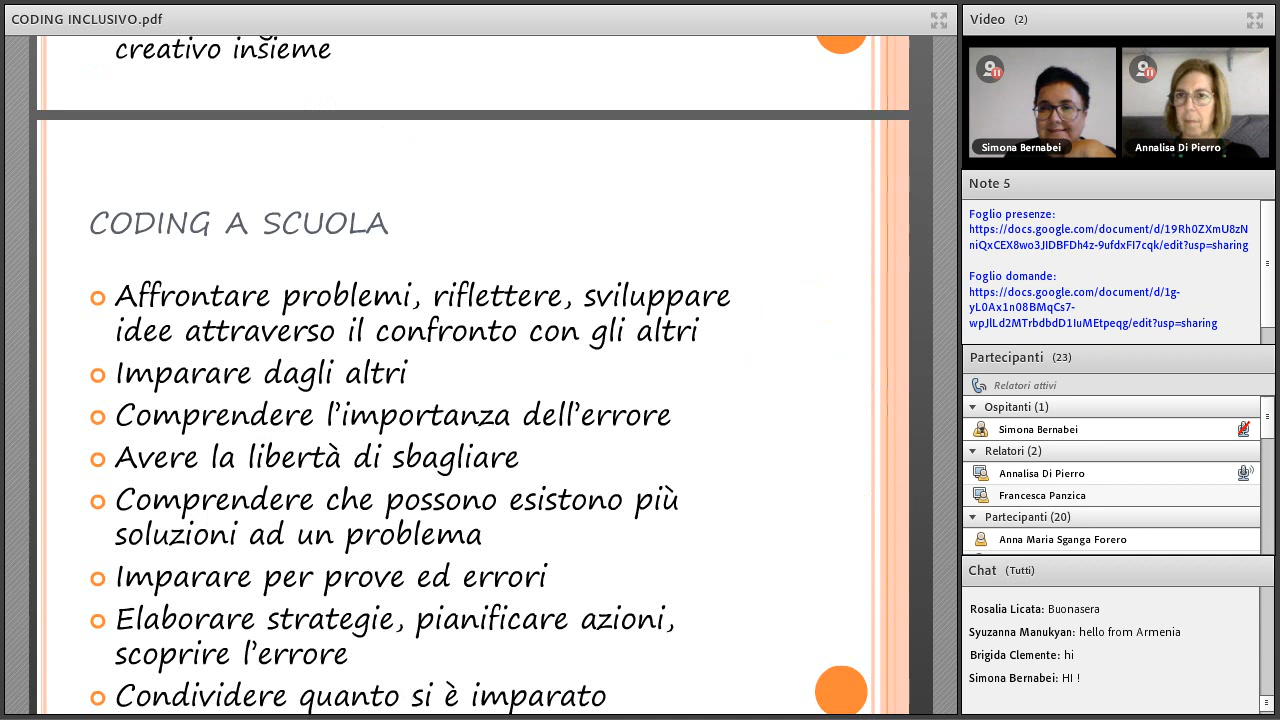 CODING INCLUSIVO.pdf
creativo insieme
CODING A SCUOLA
Affrontare problemi, riflettere, sviluppare
idee attraverso il confronto con gli altri
Imparare dagli altri
Comprendere l'importanza dell'errore
Avere la libertà di sbagliare
Comprendere che possono esistono più
soluzioni ad un problema
Imparare per prove ed errori
Elaborare strategie, pianificare azioni,
scoprire l'errore
Condividere quanto si è imparato
Video (2)
Simona Bernabei
Annalisa Di Pierro
Note 5
Foglio presenze:
https://docs.google.com/document/d/19Rh0ZXmU8zN
niQxCEX8wo3JIDBFDh4z-9ufdxFI7cqk/edit?usp=sharing
Foglio domande:
https://docs.google.com/document/d/1g-
yL0Ax1n08BMqCs7-
wpJlLd2MTrbdbdD1IuMEtpeqg/edit?usp=sharing
Partecipanti (23)
Relatori attivi
Ospitanti (1)
Simona Bernabei
Relatori (2)
Annalisa Di Pierro
Francesca Panzica
Partecipanti (20)
Anna Maria Sganga Forero
Chat (Tutti)
Rosalia Licata: Buonasera
Syuzanna Manukyan: hello from Armenia
Brigida Clemente: hi
Simona Bernabei: HI !